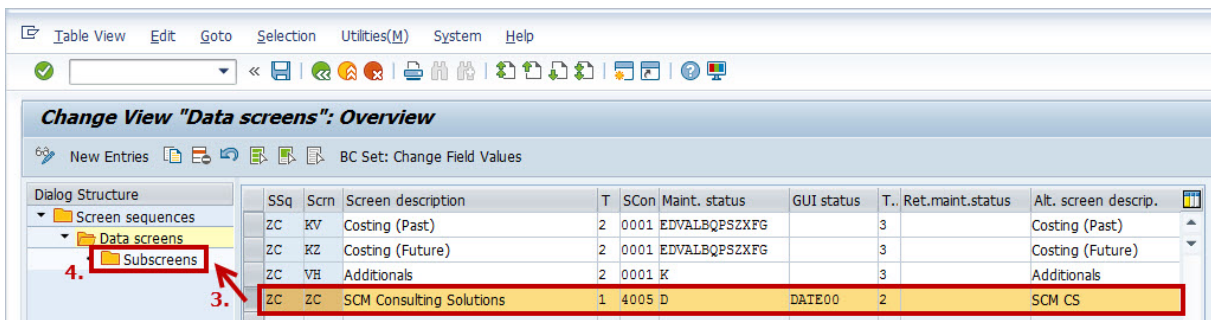 Table View Edit Goto Selection Utilities(M) System Help
Change View "Data screens": Overview
New Entries BC Set: Change Field Values
Dialog Structure
Screen sequences
Data screens
Subscreens
4.
3.
SSq Scrn Screen description T SCon Maint. status GUI status T.. Ret.maint.status Alt. screen descrip.
ZC KV Costing (Past) 2 0001 EDVALBQPSZXFG 3 Costing (Past)
ZC KZ Costing (Future) 2 0001 EDVALBQPSZXFG 3 Costing (Future)
ZC VH Additionals 2 0001 K 3 Additionals
ZC ZC SCM Consulting Solutions 1 4005 D DATE00 2 SCM CS